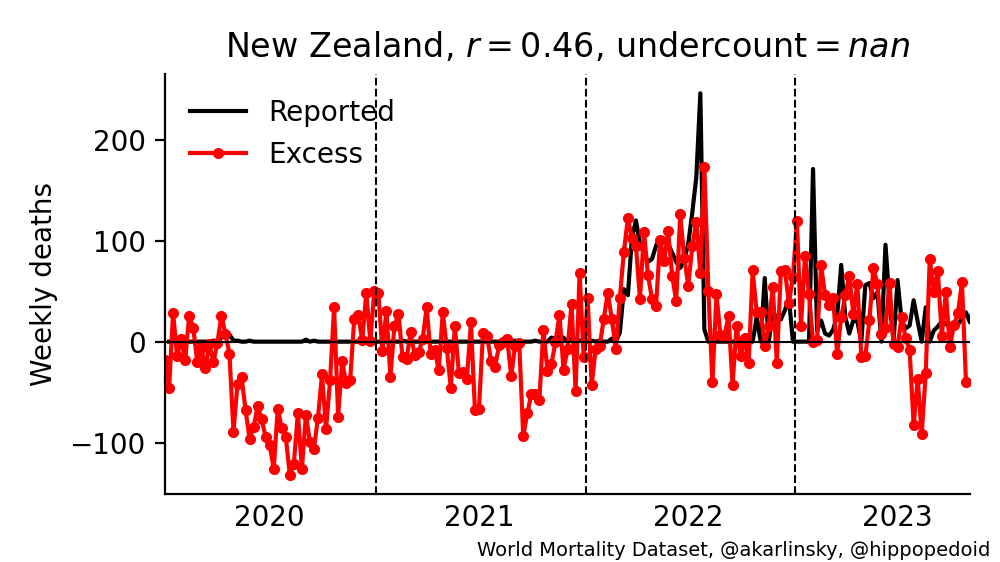 New Zealand, r = 0.46, undercount = nan
Reported
Excess
Weekly deaths
200
100
0
−100
2020 2021 2022 2023
World Mortality Dataset, @akarlinsky, @hippopedoid